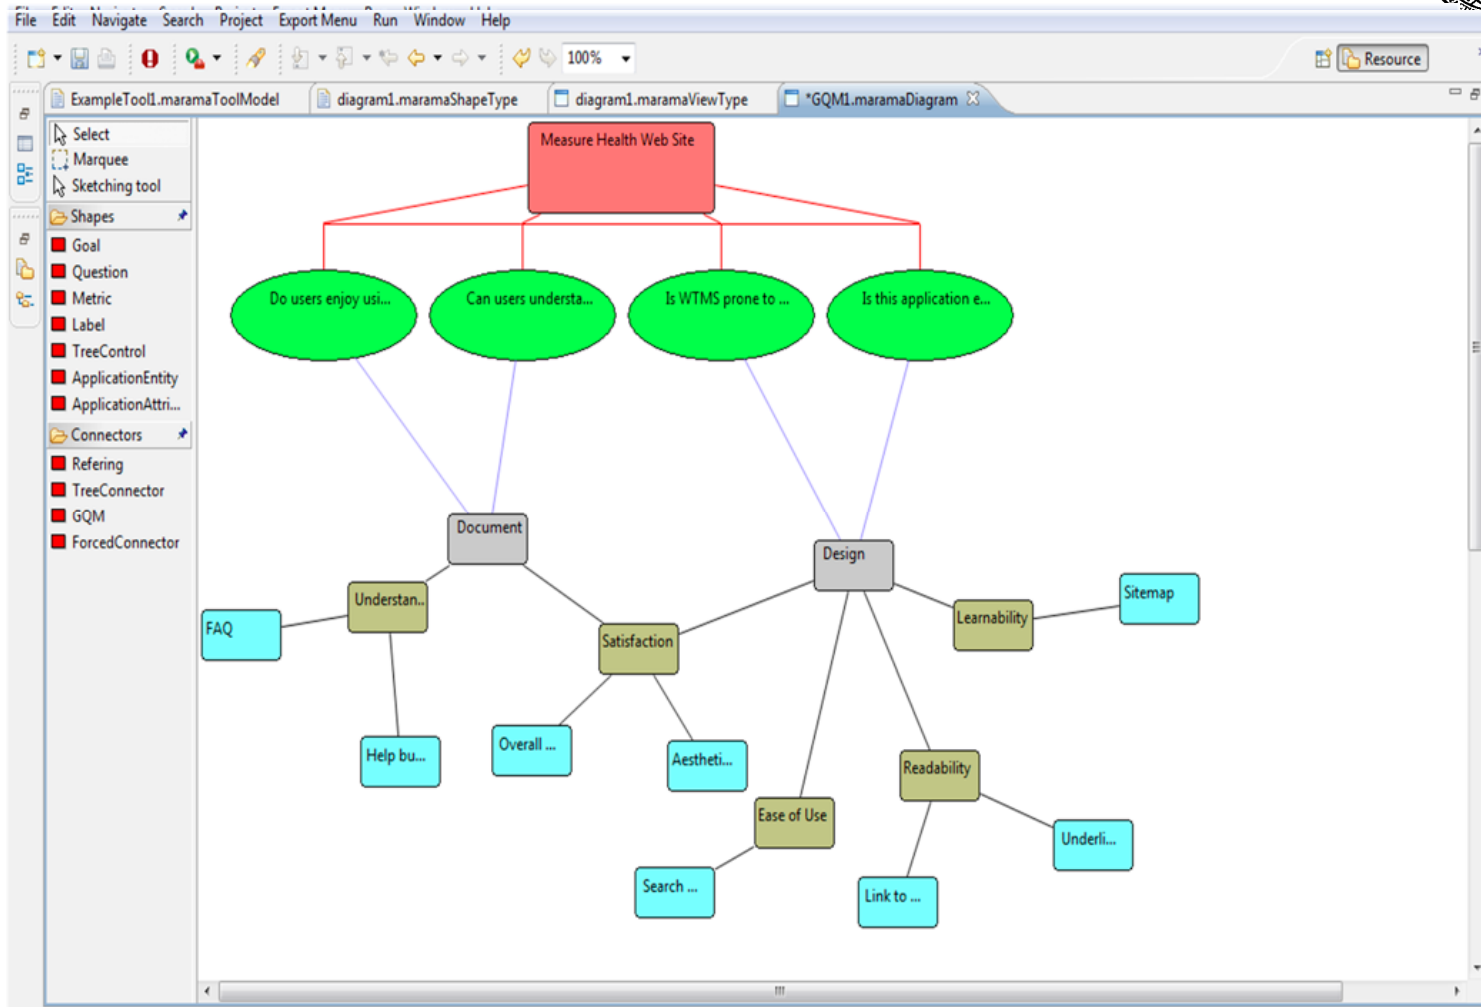 File Edit Navigate Search Project Export Menu Run Window Help
100%
Resource
ExampleTool1.maramaToolModel
diagram1.maramaShapeType
diagram1.maramaViewType
*GQM1.maramaDiagram
Select
Marquee
Sketching tool
Shapes
Goal
Question
Metric
Label
TreeControl
ApplicationEntity
ApplicationAttri...
Connectors
Refering
TreeConnector
GQM
ForcedConnector
Measure Health Web Site
Do users enjoy usi...
Can users understa...
Is WTMS prone to ...
Is this application e...
Document
Design
Understan..
Satisfaction
Learnability
Sitemap
FAQ
Help bu...
Overall ...
Aestheti...
Readability
Ease of Use
Underli...
Search ...
Link to ...